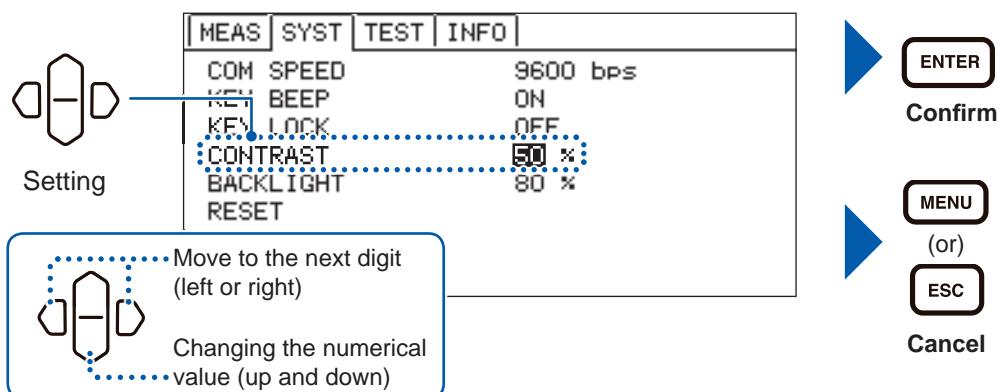 MEAS SYST TEST INFO
COM SPEED 9600 bps
KEY BEEP ON
KEY LOCK OFF
CONTRAST 50 %
BACKLIGHT 80 %
RESET
Setting
Move to the next digit
(left or right)
Changing the numerical
value (up and down)
ENTER
Confirm
MENU
(or)
ESC
Cancel